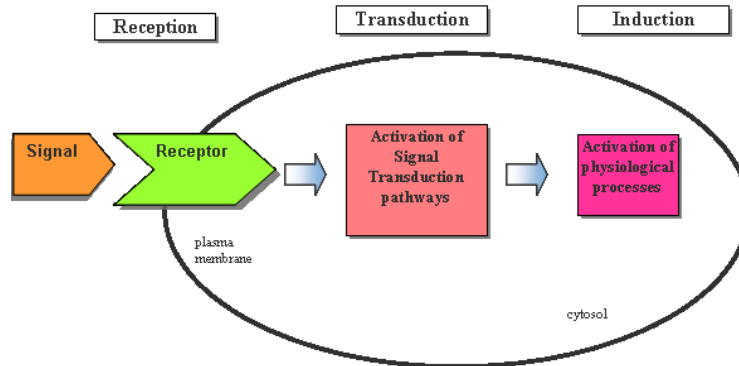 Reception
Transduction
Induction
Signal
Receptor
Activation of
Signal
Transduction
pathways
Activation of
physiological
processes
plasma
membrane
cytosol